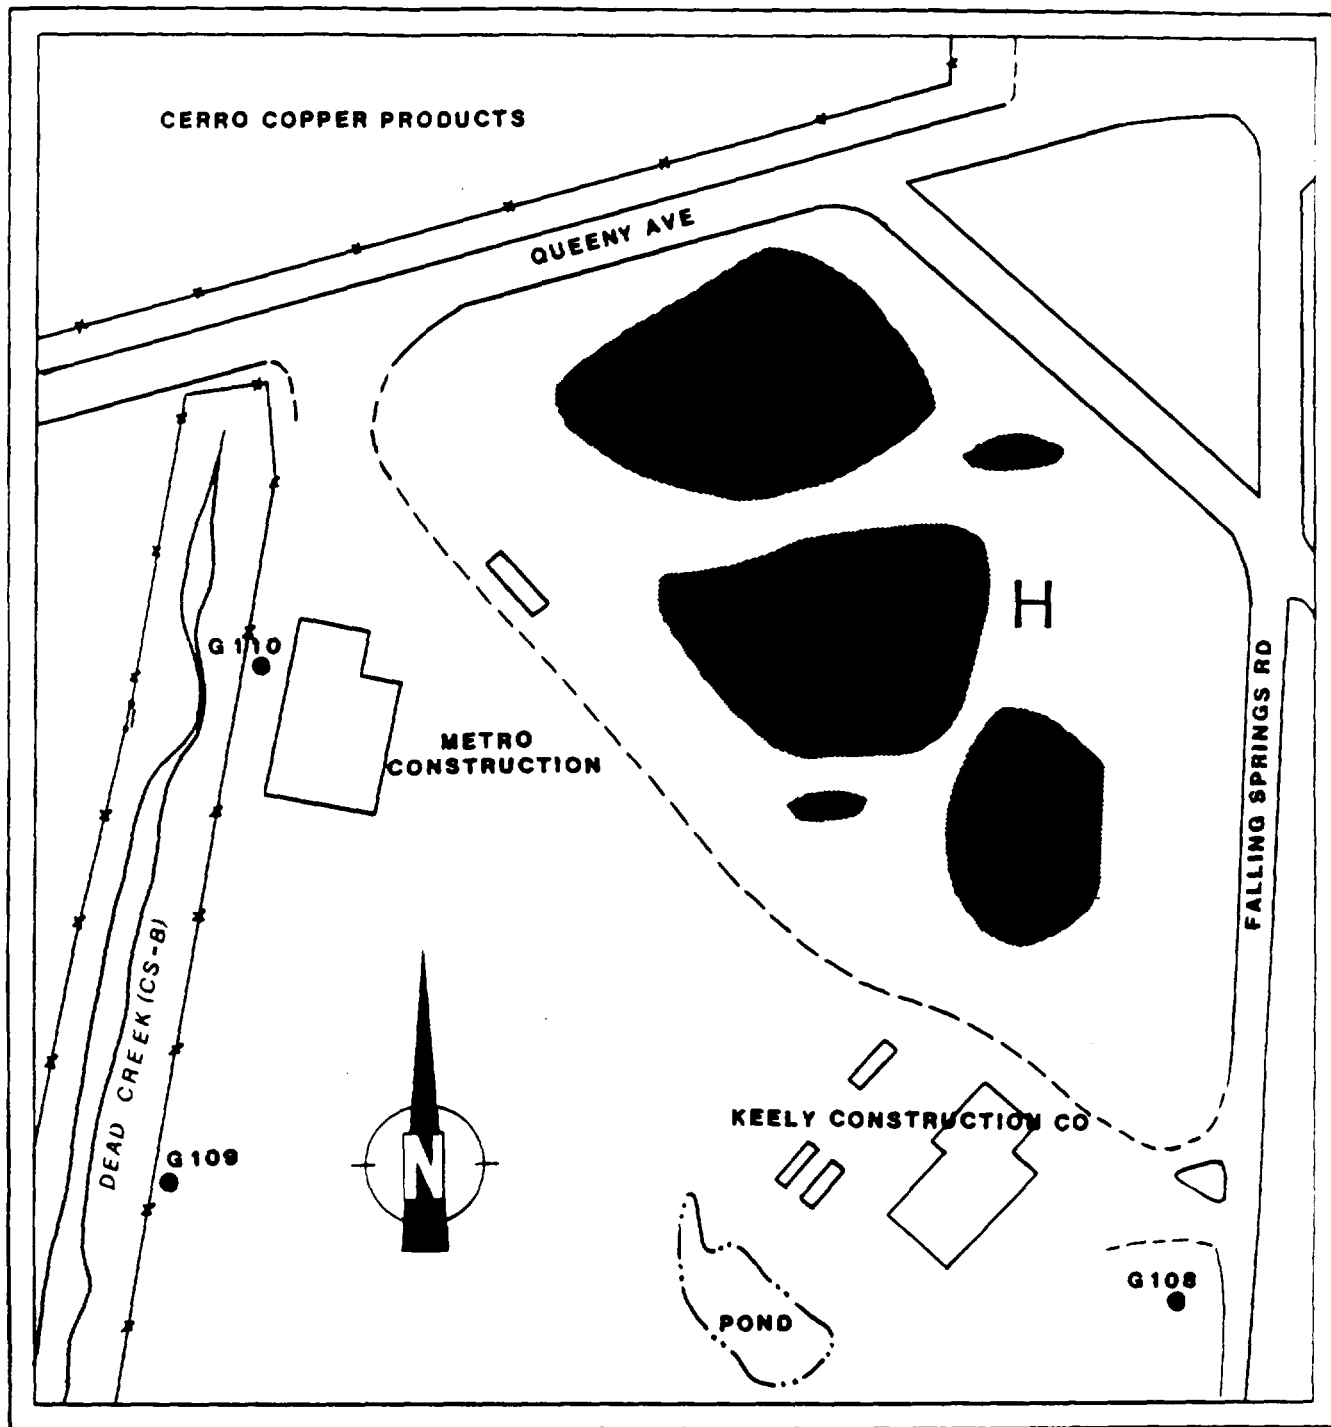 CERRO COPPER PRODUCTS
QUEENY AVE
H
G110
METRO
CONSTRUCTION
FALLING SPRINGS RD
DEAD CREEK (CS-B)
KEELY CONSTRUCTION CO
G109
N
G108
POND